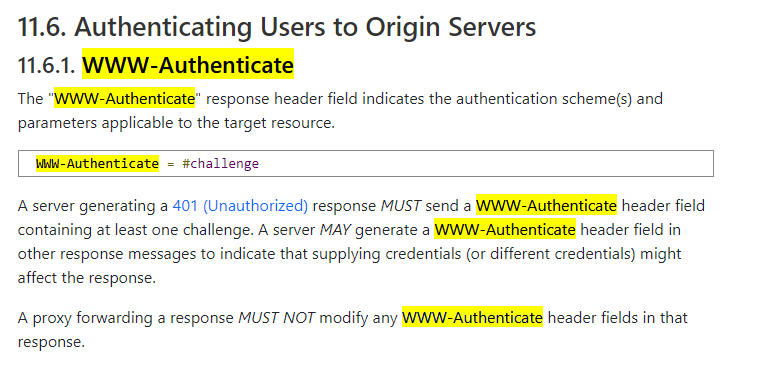 11.6. Authenticating Users to Origin Servers
11.6.1. WWW-Authenticate
The "WWW-Authenticate" response header field indicates the authentication scheme(s) and
parameters applicable to the target resource.
WWW-Authenticate = #challenge
A server generating a 401 (Unauthorized) response MUST send a WWW-Authenticate header field
containing at least one challenge. A server MAY generate a WWW-Authenticate header field in
other response messages to indicate that supplying credentials (or different credentials) might
affect the response.
A proxy forwarding a response MUST NOT modify any WWW-Authenticate header fields in that
response.